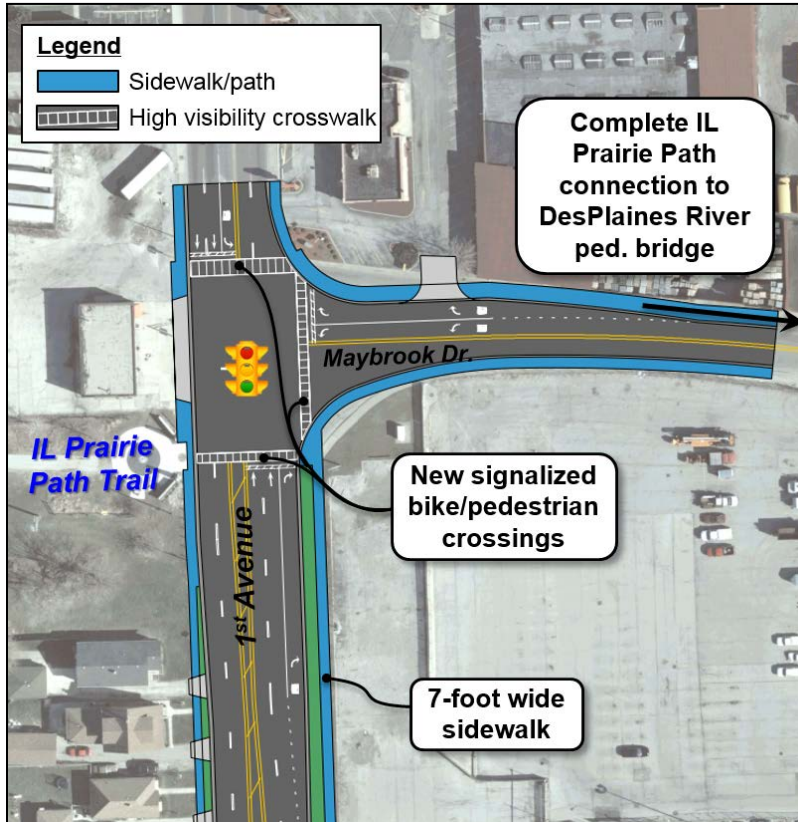 Legend
Sidewalk/path
High visibility crosswalk
Complete IL
Prairie Path
connection to
DesPlaines River
ped. bridge
Maybrook Dr.
IL Prairie
Path Trail
New signalized
bike/pedestrian
crossings
1st Avenue
7-foot wide
sidewalk